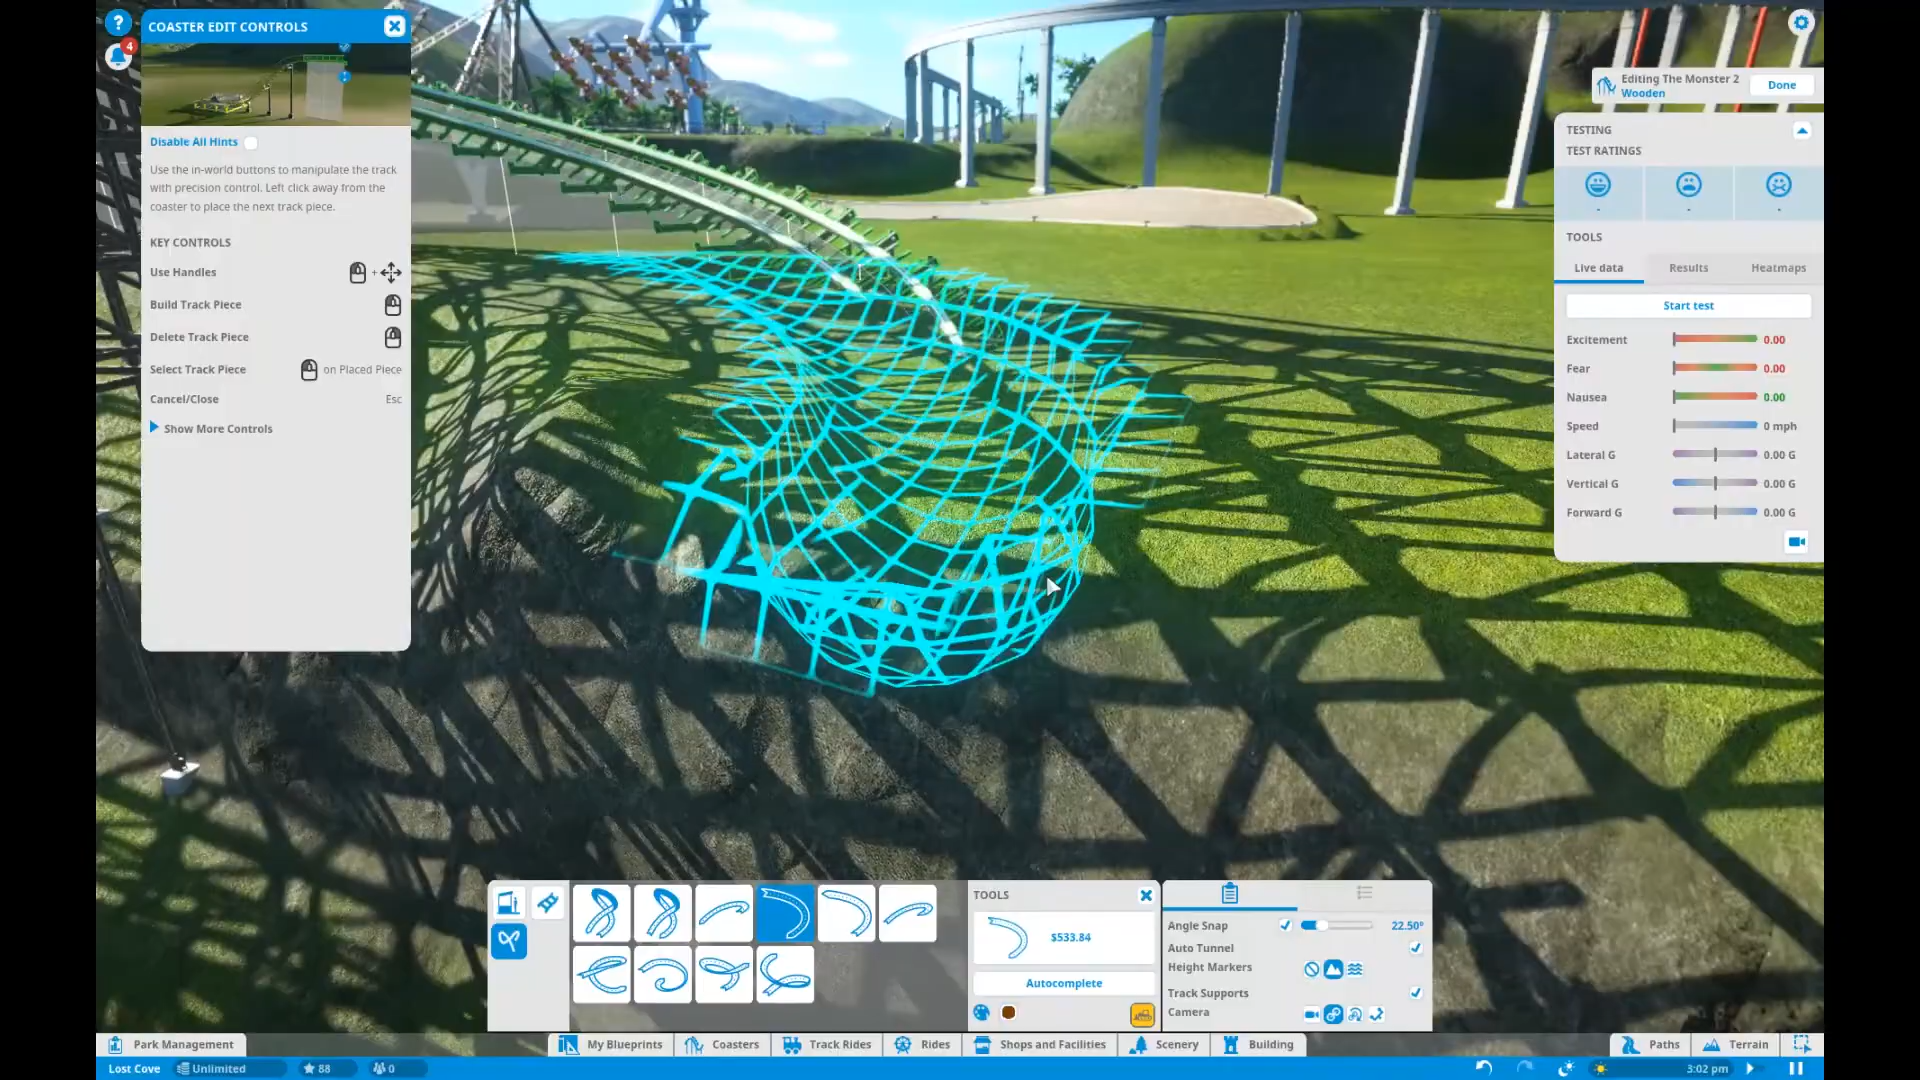 ?
COASTER EDIT CONTROLS
4
Disable All Hints
Use the in-world buttons to manipulate the track
with precision control. Left click away from the
coaster to place the next track piece.
KEY CONTROLS
Use Handles +
Build Track Piece
Delete Track Piece
Select Track Piece on Placed Piece
Cancel/Close Esc
Show More Controls
Editing The Monster 2
Wooden
Done
TESTING
TEST RATINGS
- - -
TOOLS
Live data Results Heatmaps
Start test
Excitement 0.00
Fear 0.00
Nausea 0.00
Speed 0 mph
Lateral G 0.00 G
Vertical G 0.00 G
Forward G 0.00 G
TOOLS
$533.84
Autocomplete
Angle Snap 22.50°
Auto Tunnel
Height Markers
Track Supports
Camera
Park Management My Blueprints Coasters Track Rides Rides Shops and Facilities Scenery Building Paths Terrain
Lost Cove Unlimited 88 0 3:02 pm